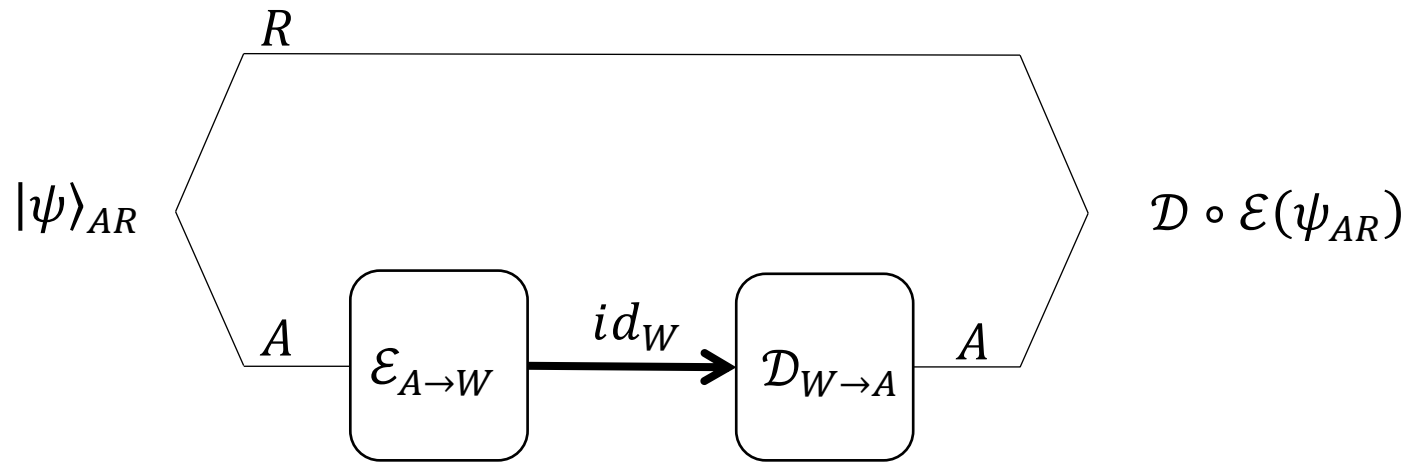 R
|ψ⟩_{AR}
𝒟 ∘ ℰ(ψ_{AR})
A
ℰ_{A→W}
id_W
𝒟_{W→A}
A